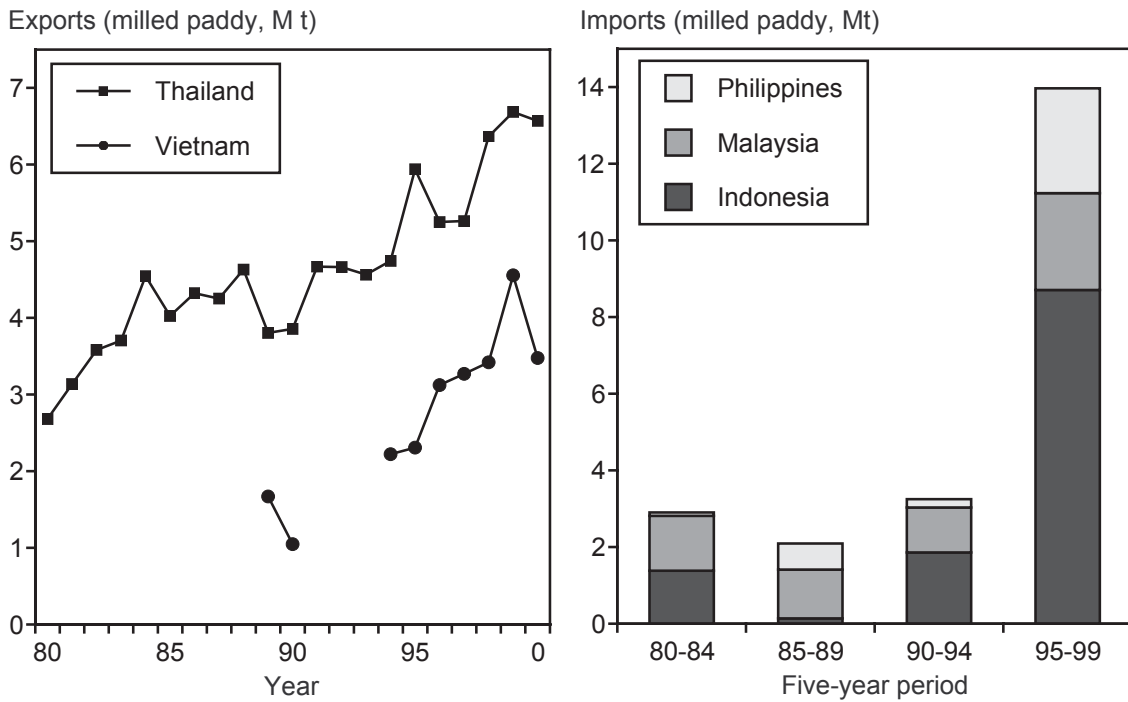 Exports (milled paddy, M t)
7
6
5
4
3
2
1
0
Thailand
Vietnam
80 85 90 95 0
Year
Imports (milled paddy, Mt)
14
12
10
8
6
4
2
0
Philippines
Malaysia
Indonesia
80-84 85-89 90-94 95-99
Five-year period